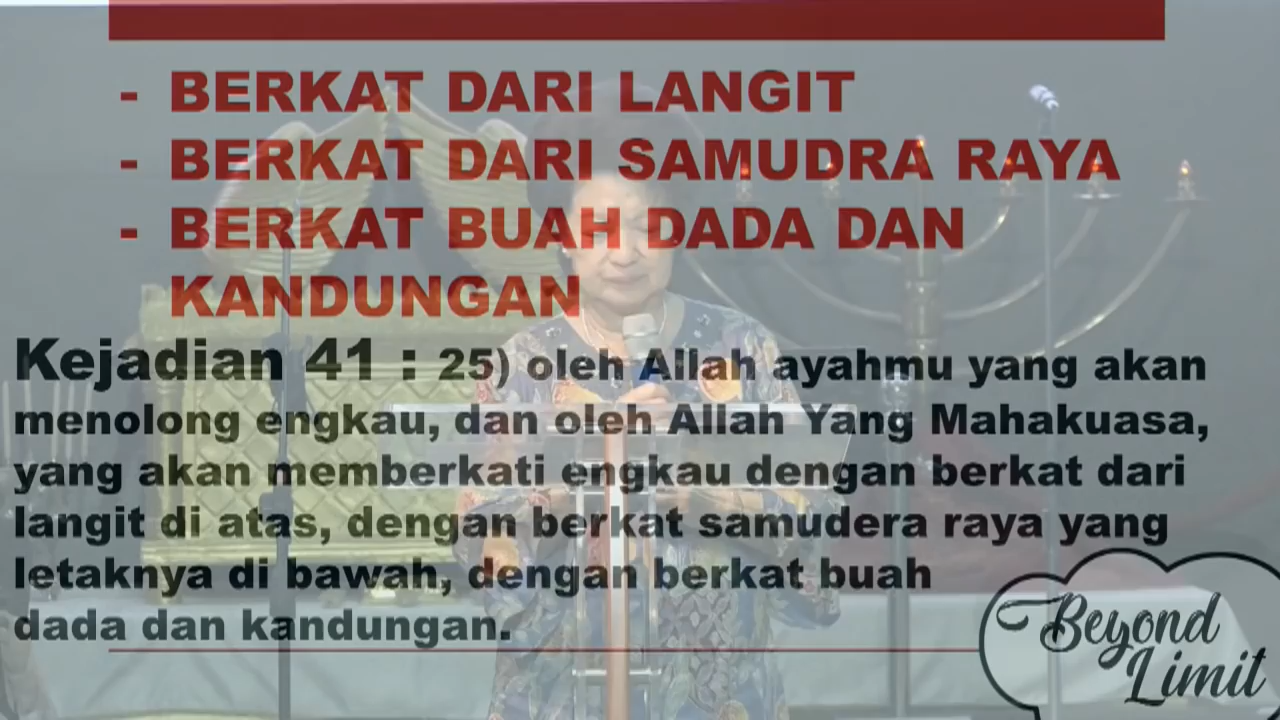 - BERKAT DARI LANGIT
- BERKAT DARI SAMUDRA RAYA
- BERKAT BUAH DADA DAN
KANDUNGAN
Kejadian 41 : 25) oleh Allah ayahmu yang akan
menolong engkau, dan oleh Allah Yang Mahakuasa,
yang akan memberkati engkau dengan berkat dari
langit di atas, dengan berkat samudera raya yang
letaknya di bawah, dengan berkat buah
dada dan kandungan.
Beyond
Limit